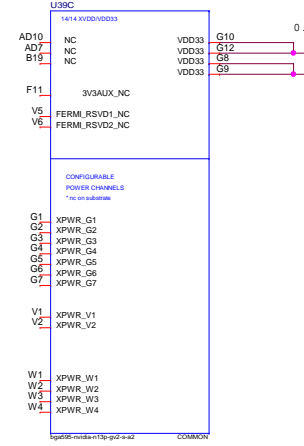 U39C
14/14 XVDD/VDD33
AD10 NC VDD33 G10
AD7 NC VDD33 G12
B19 NC VDD33 G8
VDD33 G9
F11 3V3AUX_NC
V5 FERMI_RSVD1_NC
V6 FERMI_RSVD2_NC
CONFIGURABLE
POWER CHANNELS
* nc on substrate
G1 XPWR_G1
G2 XPWR_G2
G3 XPWR_G3
G4 XPWR_G4
G5 XPWR_G5
G6 XPWR_G6
G7 XPWR_G7
V1 XPWR_V1
V2 XPWR_V2
W1 XPWR_W1
W2 XPWR_W2
W3 XPWR_W3
W4 XPWR_W4
bga595-nvidia-n13p-gv2-s-a2 COMMON